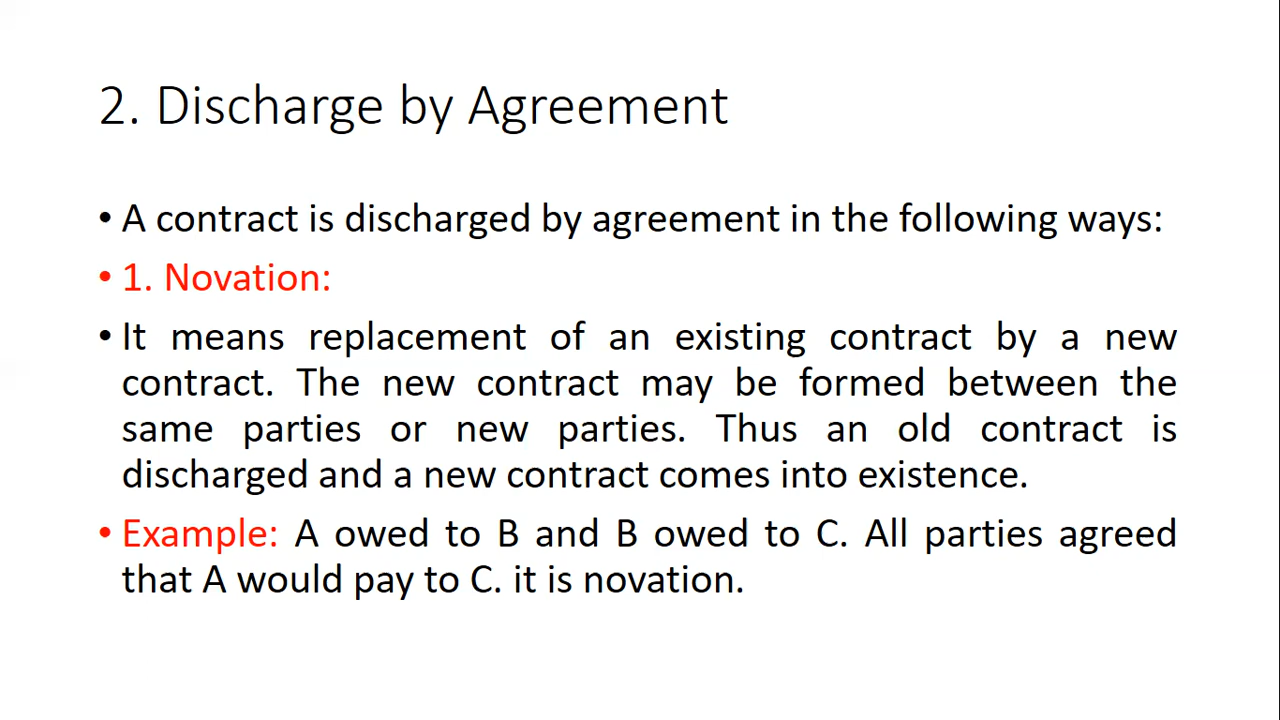 2. Discharge by Agreement
• A contract is discharged by agreement in the following ways:
• 1. Novation:
• It means replacement of an existing contract by a new
contract. The new contract may be formed between the
same parties or new parties. Thus an old contract is
discharged and a new contract comes into existence.
• Example: A owed to B and B owed to C. All parties agreed
that A would pay to C. it is novation.